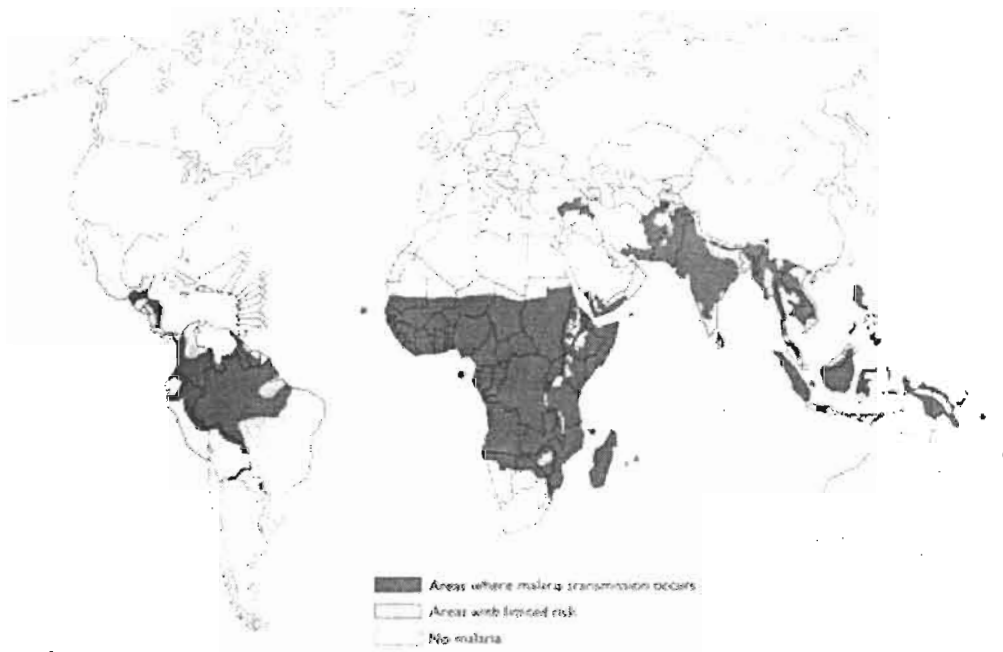 Areas where malaria transmission occurs
Areas with limited risk
No malaria